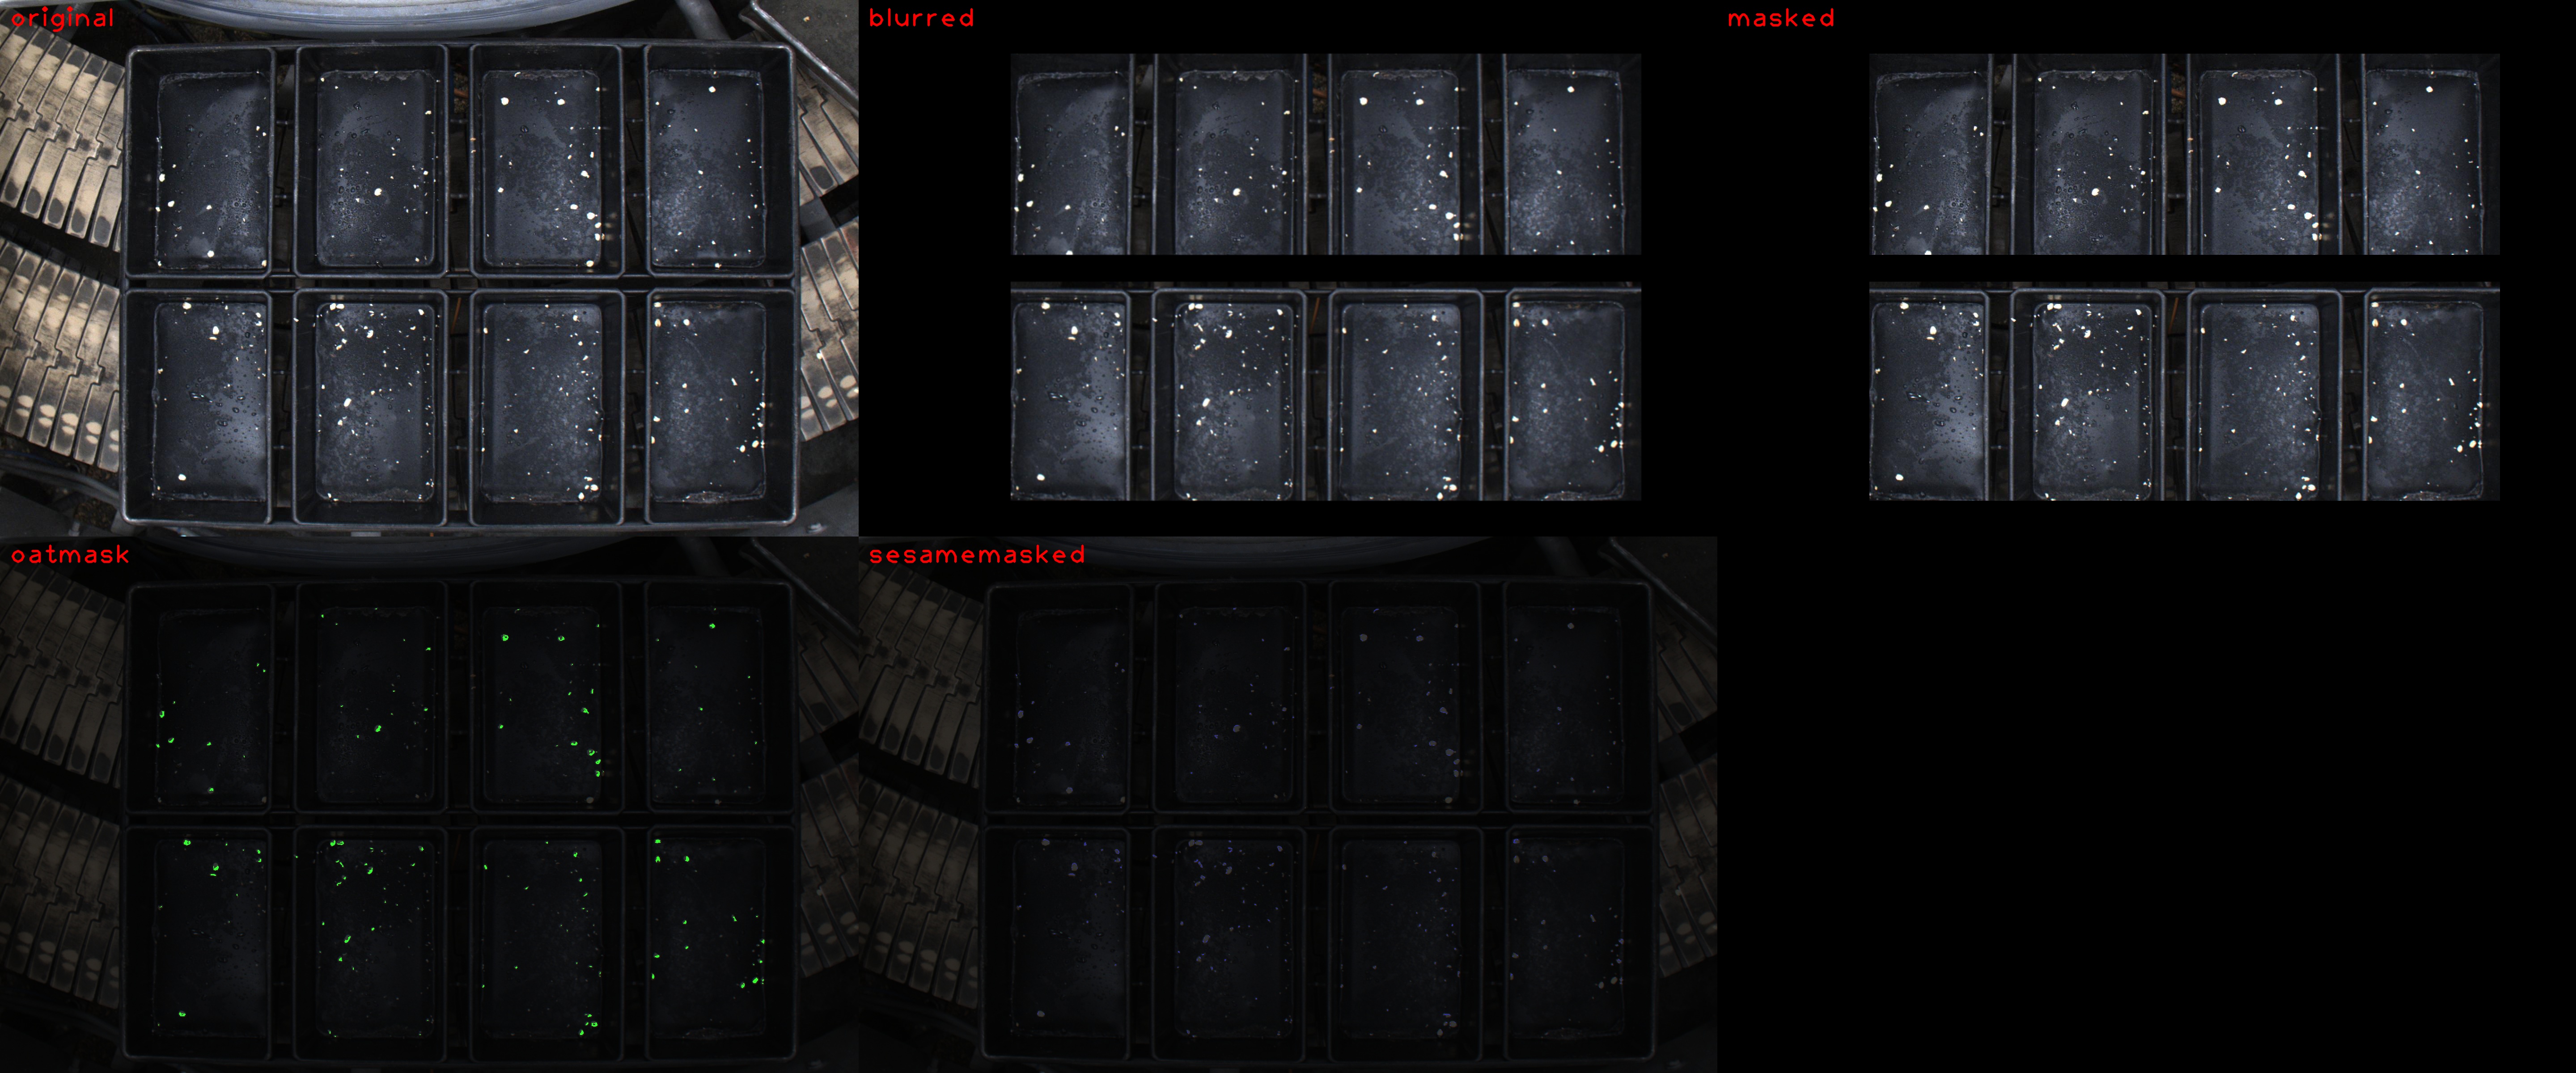 original
blurred
masked
oatmask
sesamemasked